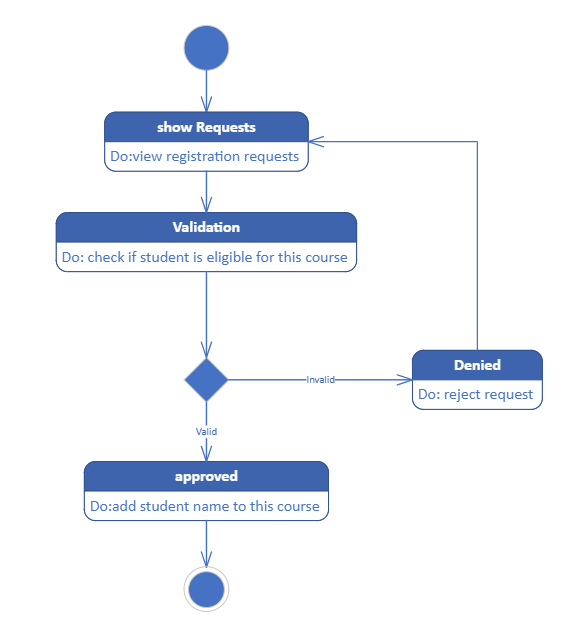 show Requests
Do:view registration requests
Validation
Do: check if student is eligible for this course
Invalid
Denied
Do: reject request
Valid
approved
Do:add student name to this course